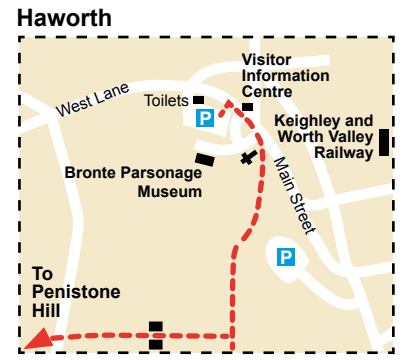 Haworth
Visitor
Information
Centre
West Lane
Toilets
P
Keighley and
Worth Valley
Railway
Bronte Parsonage
Museum
Main Street
P
To
Penistone
Hill